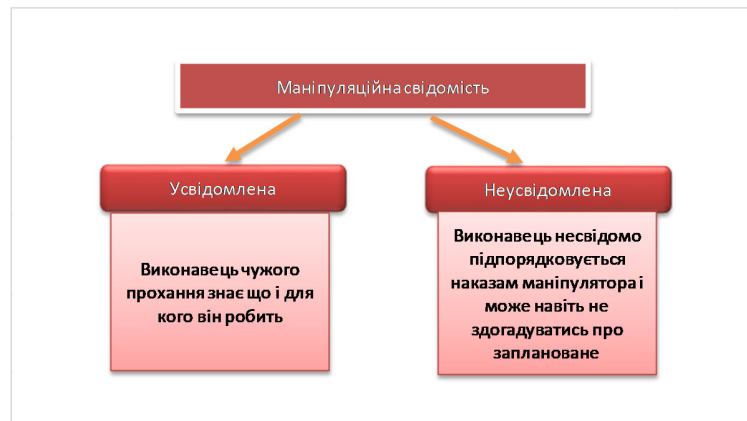 Маніпуляційна свідомість
Усвідомлена
Неусвідомлена
Виконавець чужого
прохання знає що і для
кого він робить
Виконавець несвідомо
підпорядковується
наказам маніпулятора і
може навіть не
здогадуватись про
заплановане